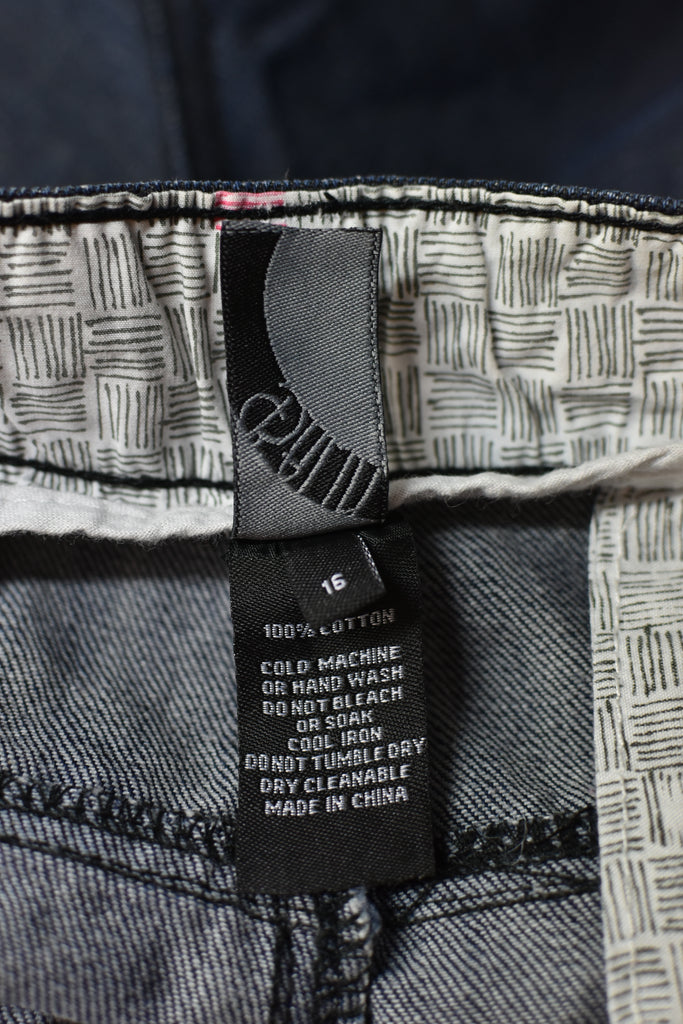 16
100% COTTON
COLD MACHINE
OR HAND WASH
DO NOT BLEACH
OR SOAK
COOL IRON
DO NOT TUMBLE DRY
DRY CLEANABLE
MADE IN CHINA